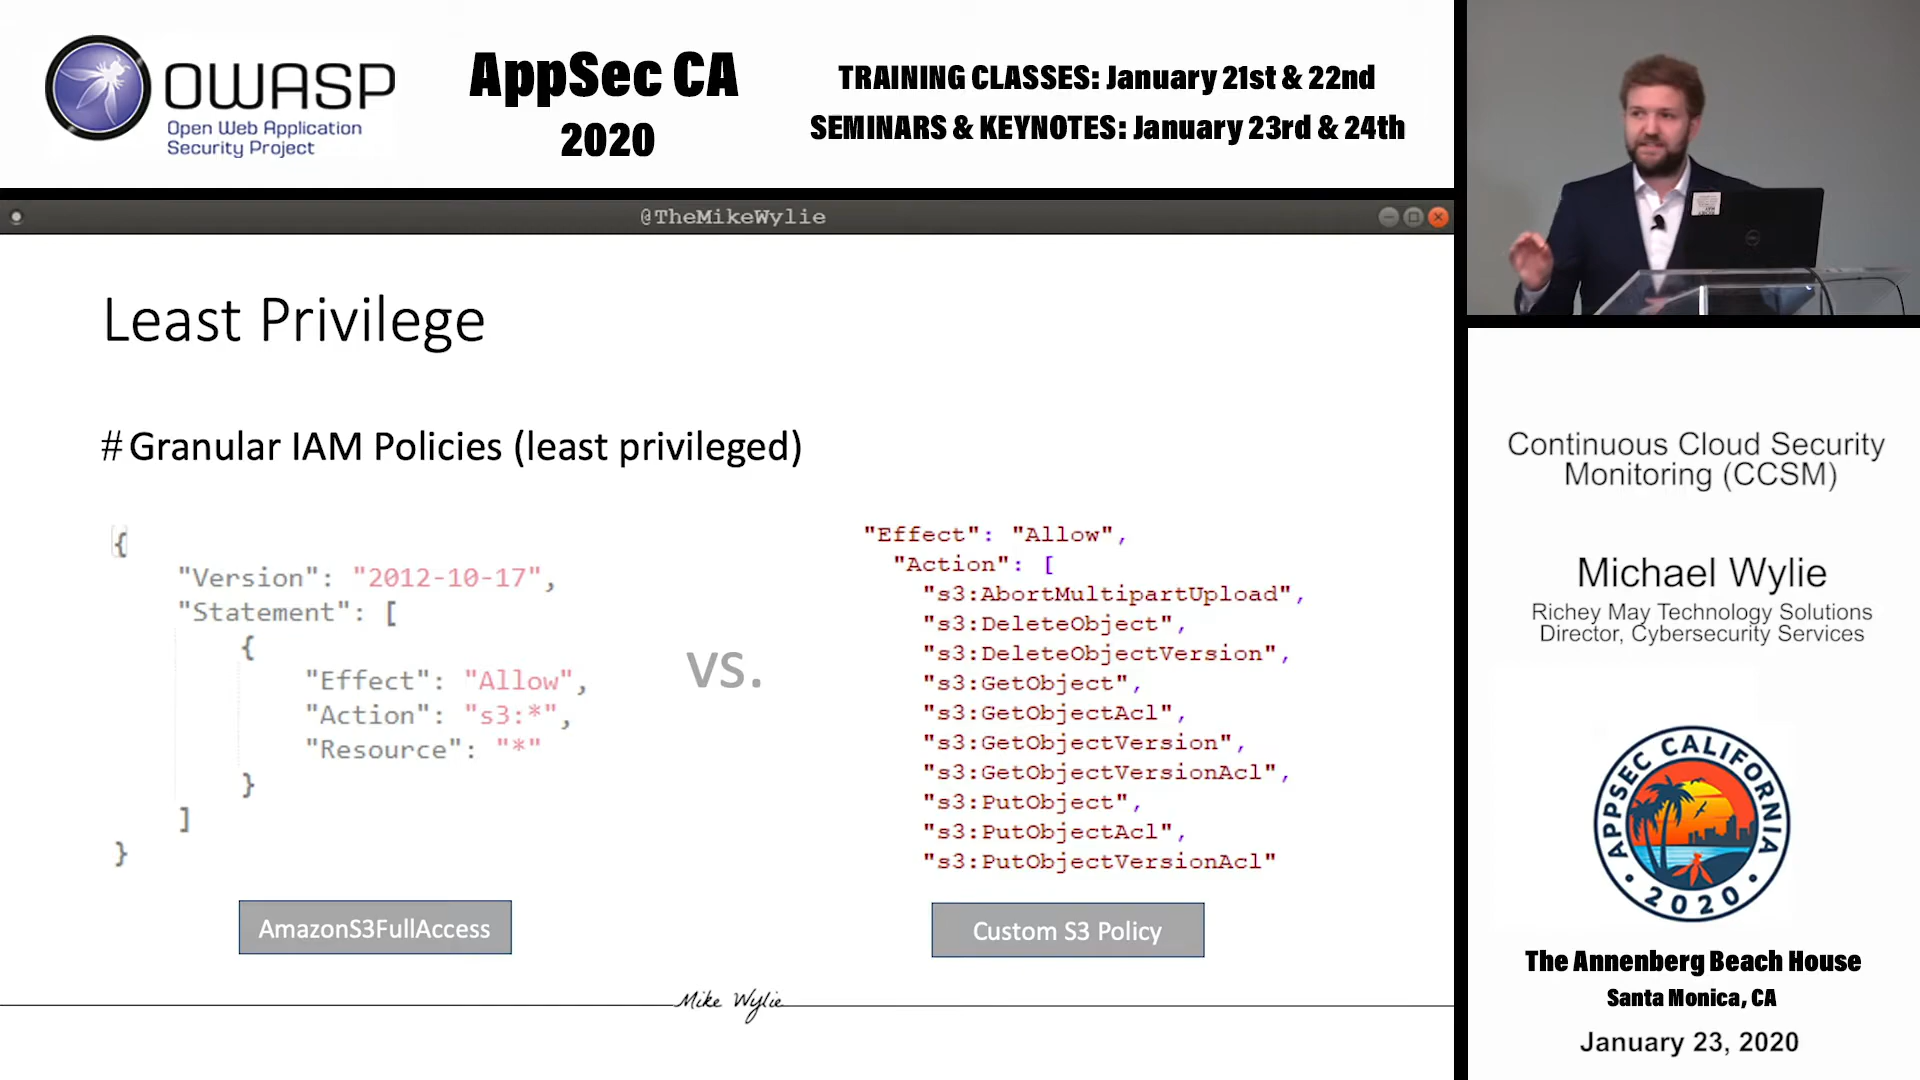 OWASP
Open Web Application
Security Project
AppSec CA
2020
TRAINING CLASSES: January 21st & 22nd
SEMINARS & KEYNOTES: January 23rd & 24th
@TheMikeWylie
Least Privilege
#Granular IAM Policies (least privileged)
{
"Version": "2012-10-17",
"Statement": [
{
"Effect": "Allow",
"Action": "s3:*",
"Resource": "*"
}
]
}
AmazonS3FullAccess
vs.
"Effect": "Allow",
"Action": [
"s3:AbortMultipartUpload",
"s3:DeleteObject",
"s3:DeleteObjectVersion",
"s3:GetObject",
"s3:GetObjectAcl",
"s3:GetObjectVersion",
"s3:GetObjectVersionAcl",
"s3:PutObject",
"s3:PutObjectAcl",
"s3:PutObjectVersionAcl"
Custom S3 Policy
Mike Wylie
Continuous Cloud Security
Monitoring (CCSM)
Michael Wylie
Richey May Technology Solutions
Director, Cybersecurity Services
APPSEC CALIFORNIA
• 2020 •
The Annenberg Beach House
Santa Monica, CA
January 23, 2020